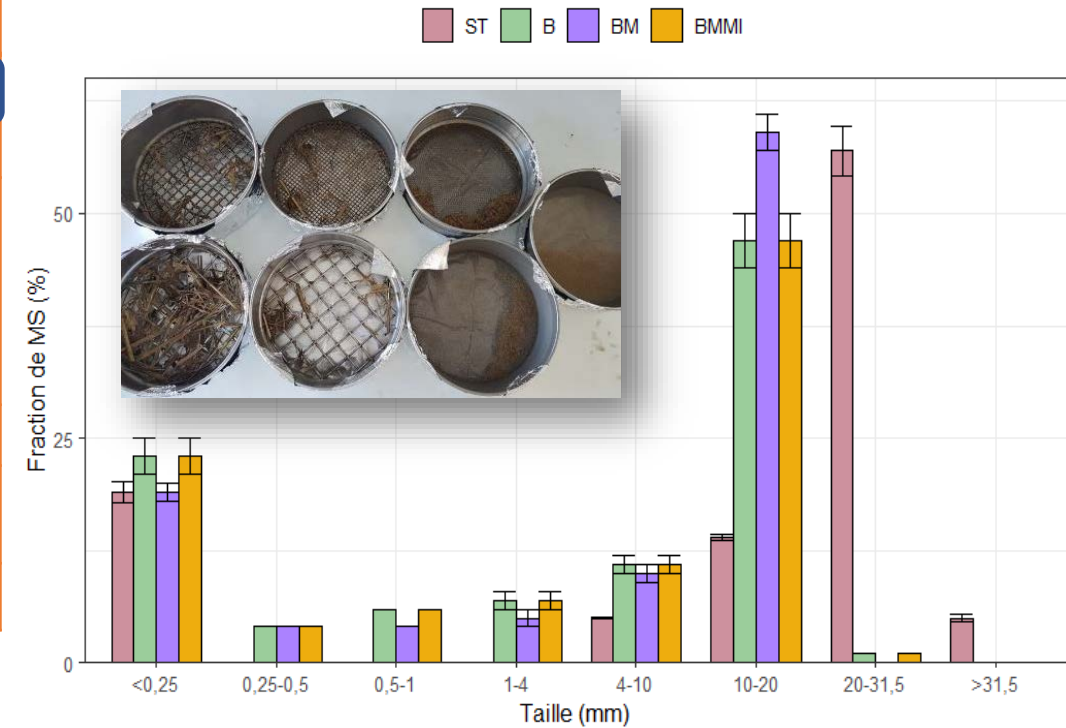 ST B BM BMMI
Fraction de MS (%)
50
25
0
<0,25 0,25-0,5 0,5-1 1-4 4-10 10-20 20-31,5 >31,5
Taille (mm)